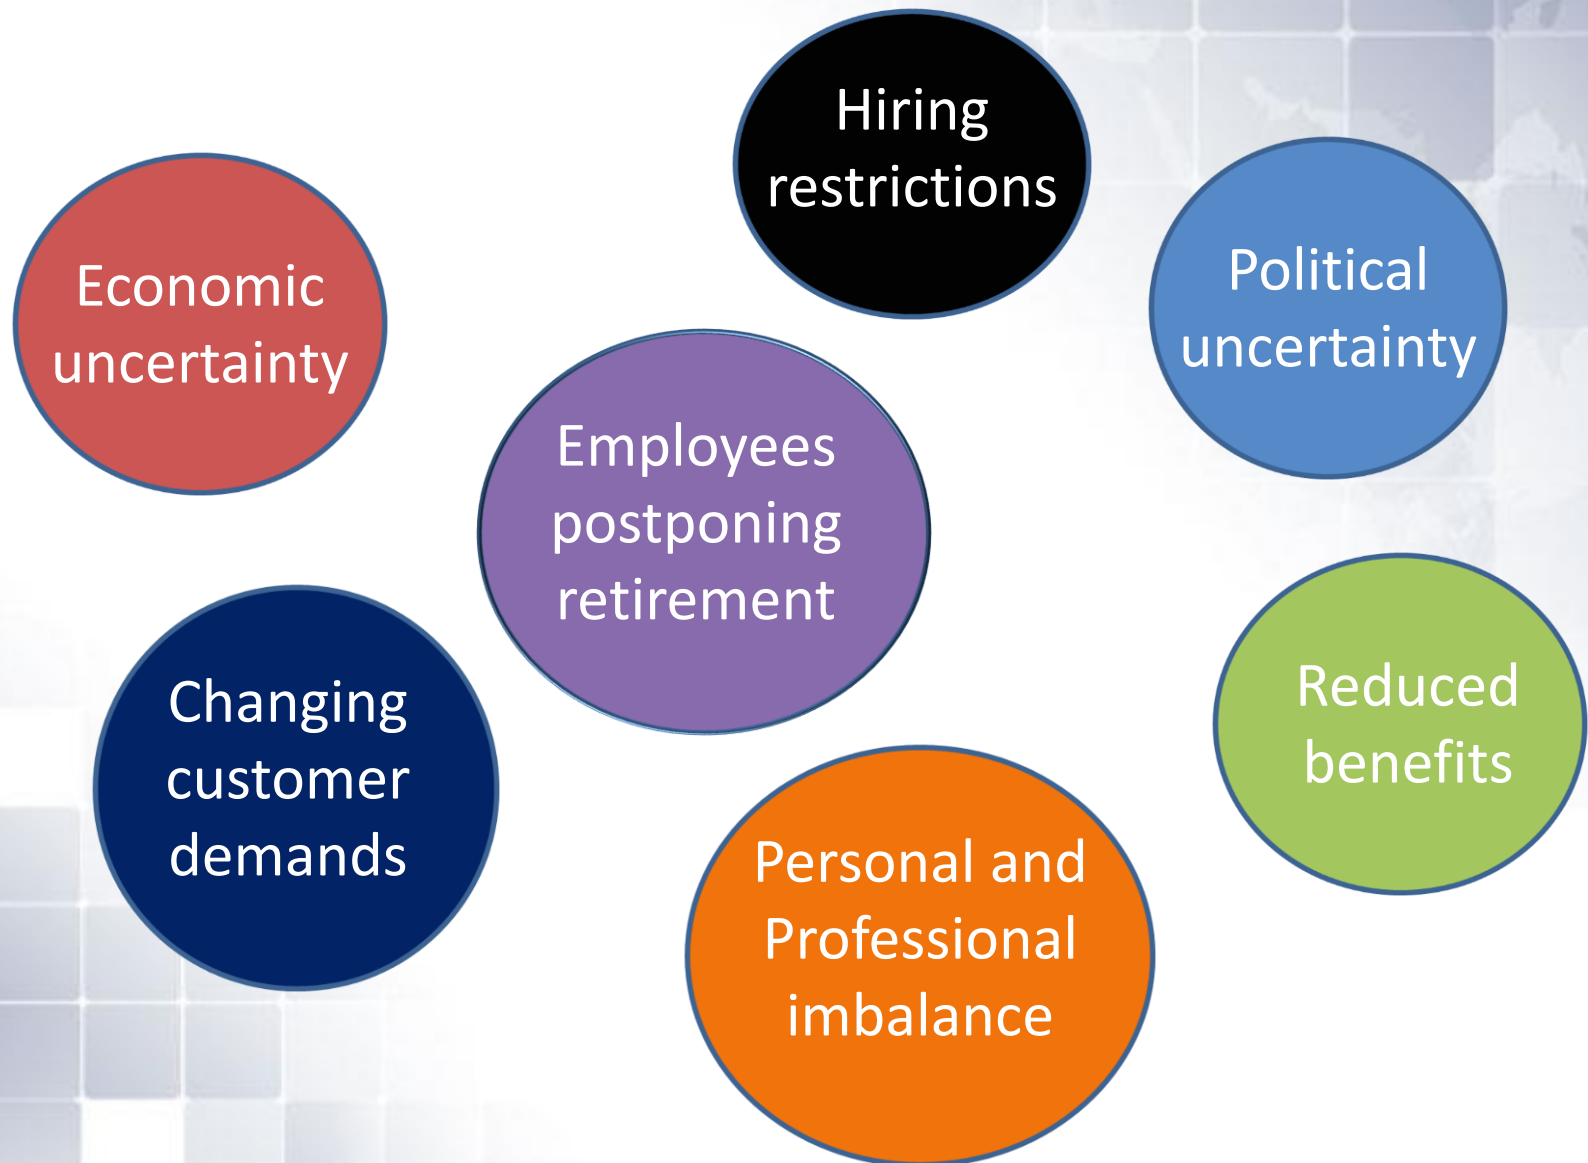 Hiring
restrictions
Economic
uncertainty
Political
uncertainty
Employees
postponing
retirement
Changing
customer
demands
Reduced
benefits
Personal and
Professional
imbalance